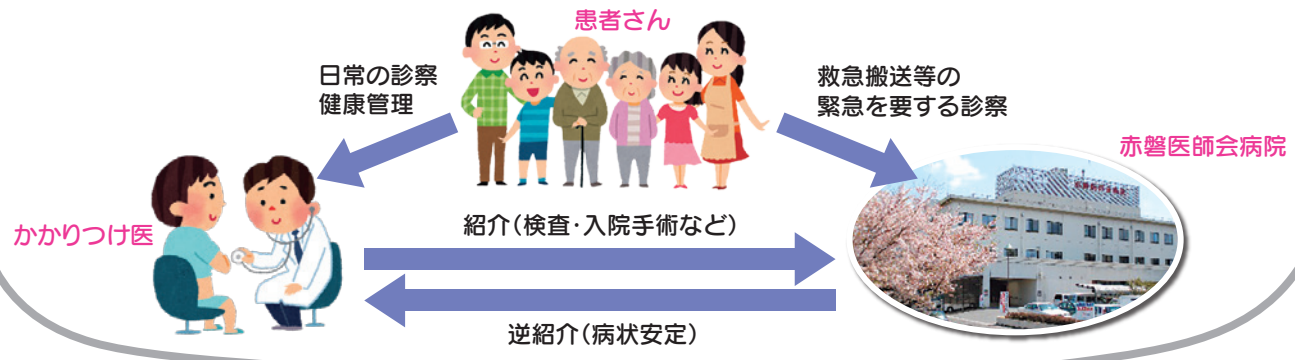 患者さん
日常の診察
健康管理
救急搬送等の
緊急を要する診察
赤磐医師会病院
かかりつけ医
紹介(検査・入院手術など)
逆紹介(病状安定)